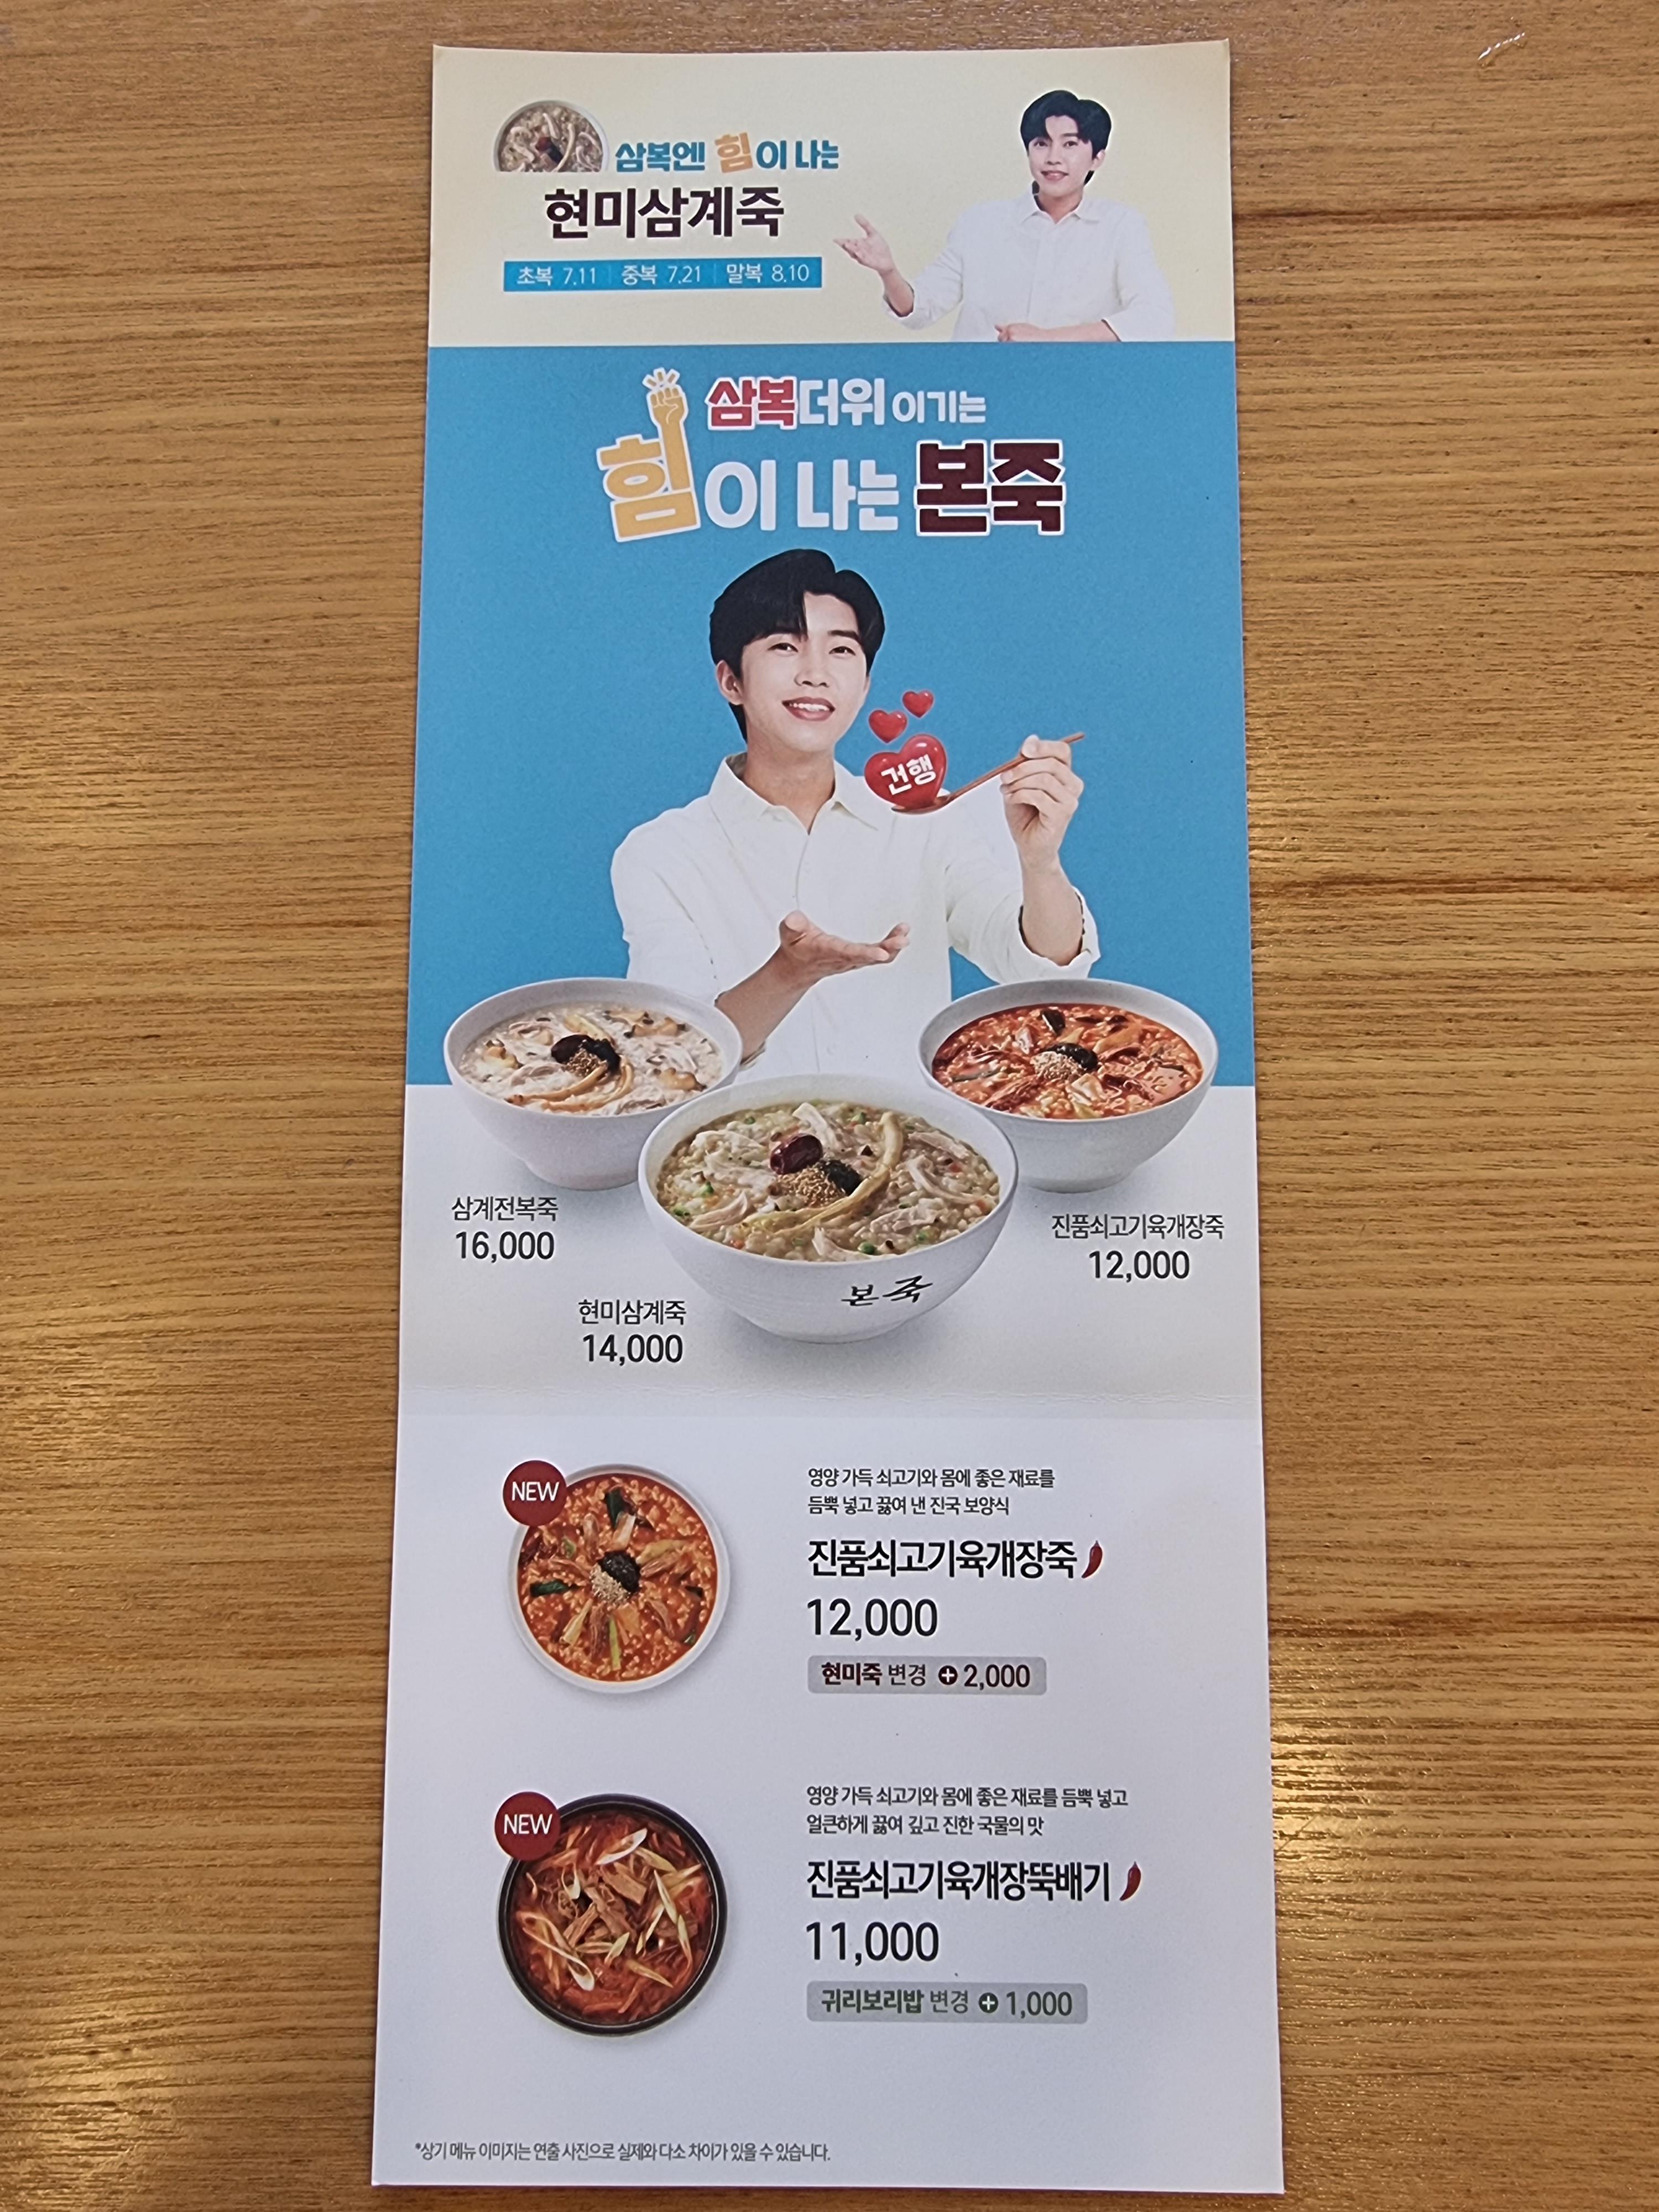 삼복엔 힘이 나는
현미삼계죽
초복 7.11 | 중복 7.21 | 말복 8.10
삼복더위 이기는
힘이 나는 본죽
건행
삼계전복죽
16,000
현미삼계죽
14,000
본죽
진품쇠고기육개장죽
12,000
NEW
영양 가득 쇠고기와 몸에 좋은 재료를
듬뿍 넣고 끓여 낸 진국 보양식
진품쇠고기육개장죽
12,000
현미죽 변경 + 2,000
NEW
영양 가득 쇠고기와 몸에 좋은 재료를 듬뿍 넣고
얼큰하게 끓여 깊고 진한 국물의 맛
진품쇠고기육개장뚝배기
11,000
귀리보리밥 변경 + 1,000
*상기 메뉴 이미지는 연출 사진으로 실제와 다소 차이가 있을 수 있습니다.